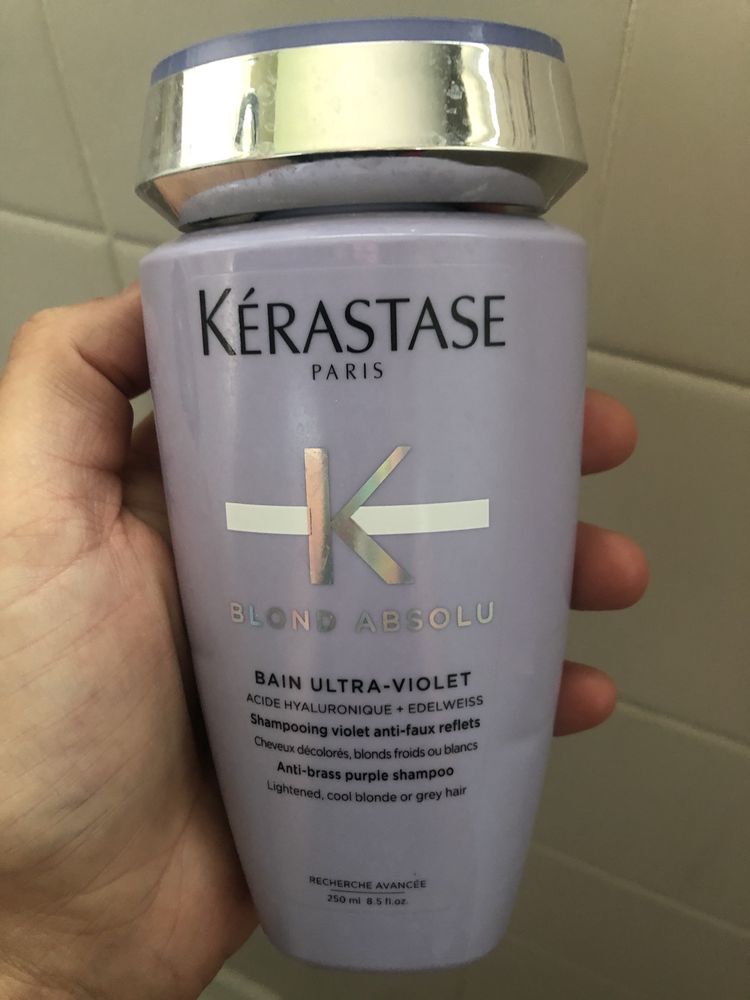 KÉRASTASE
PARIS
K
BLOND ABSOLU
BAIN ULTRA-VIOLET
ACIDE HYALURONIQUE + EDELWEISS
Shampooing violet anti-faux reflets
Cheveux décolorés, blonds froids ou blancs
Anti-brass purple shampoo
Lightened, cool blonde or grey hair
RECHERCHE AVANCÉE
250 ml 8.5 fl.oz.